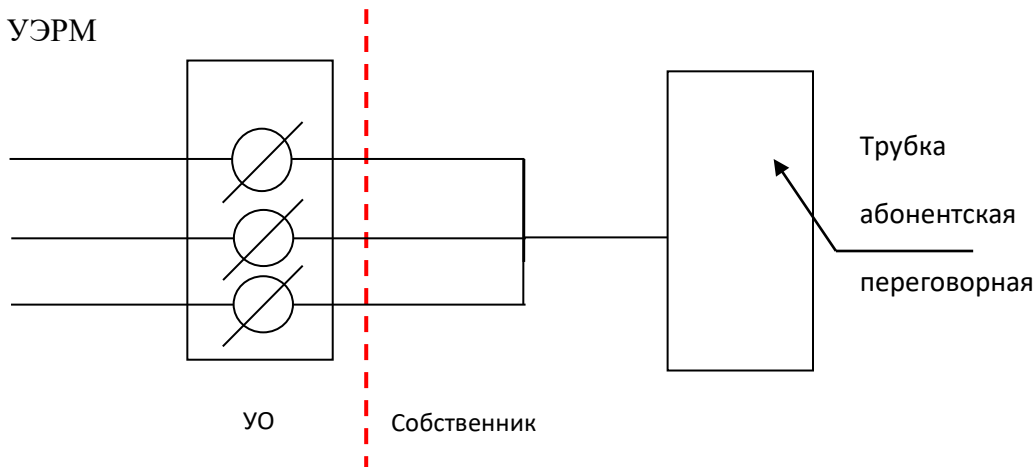 УЭРМ
Трубка
абонентская
переговорная
УО
Собственник